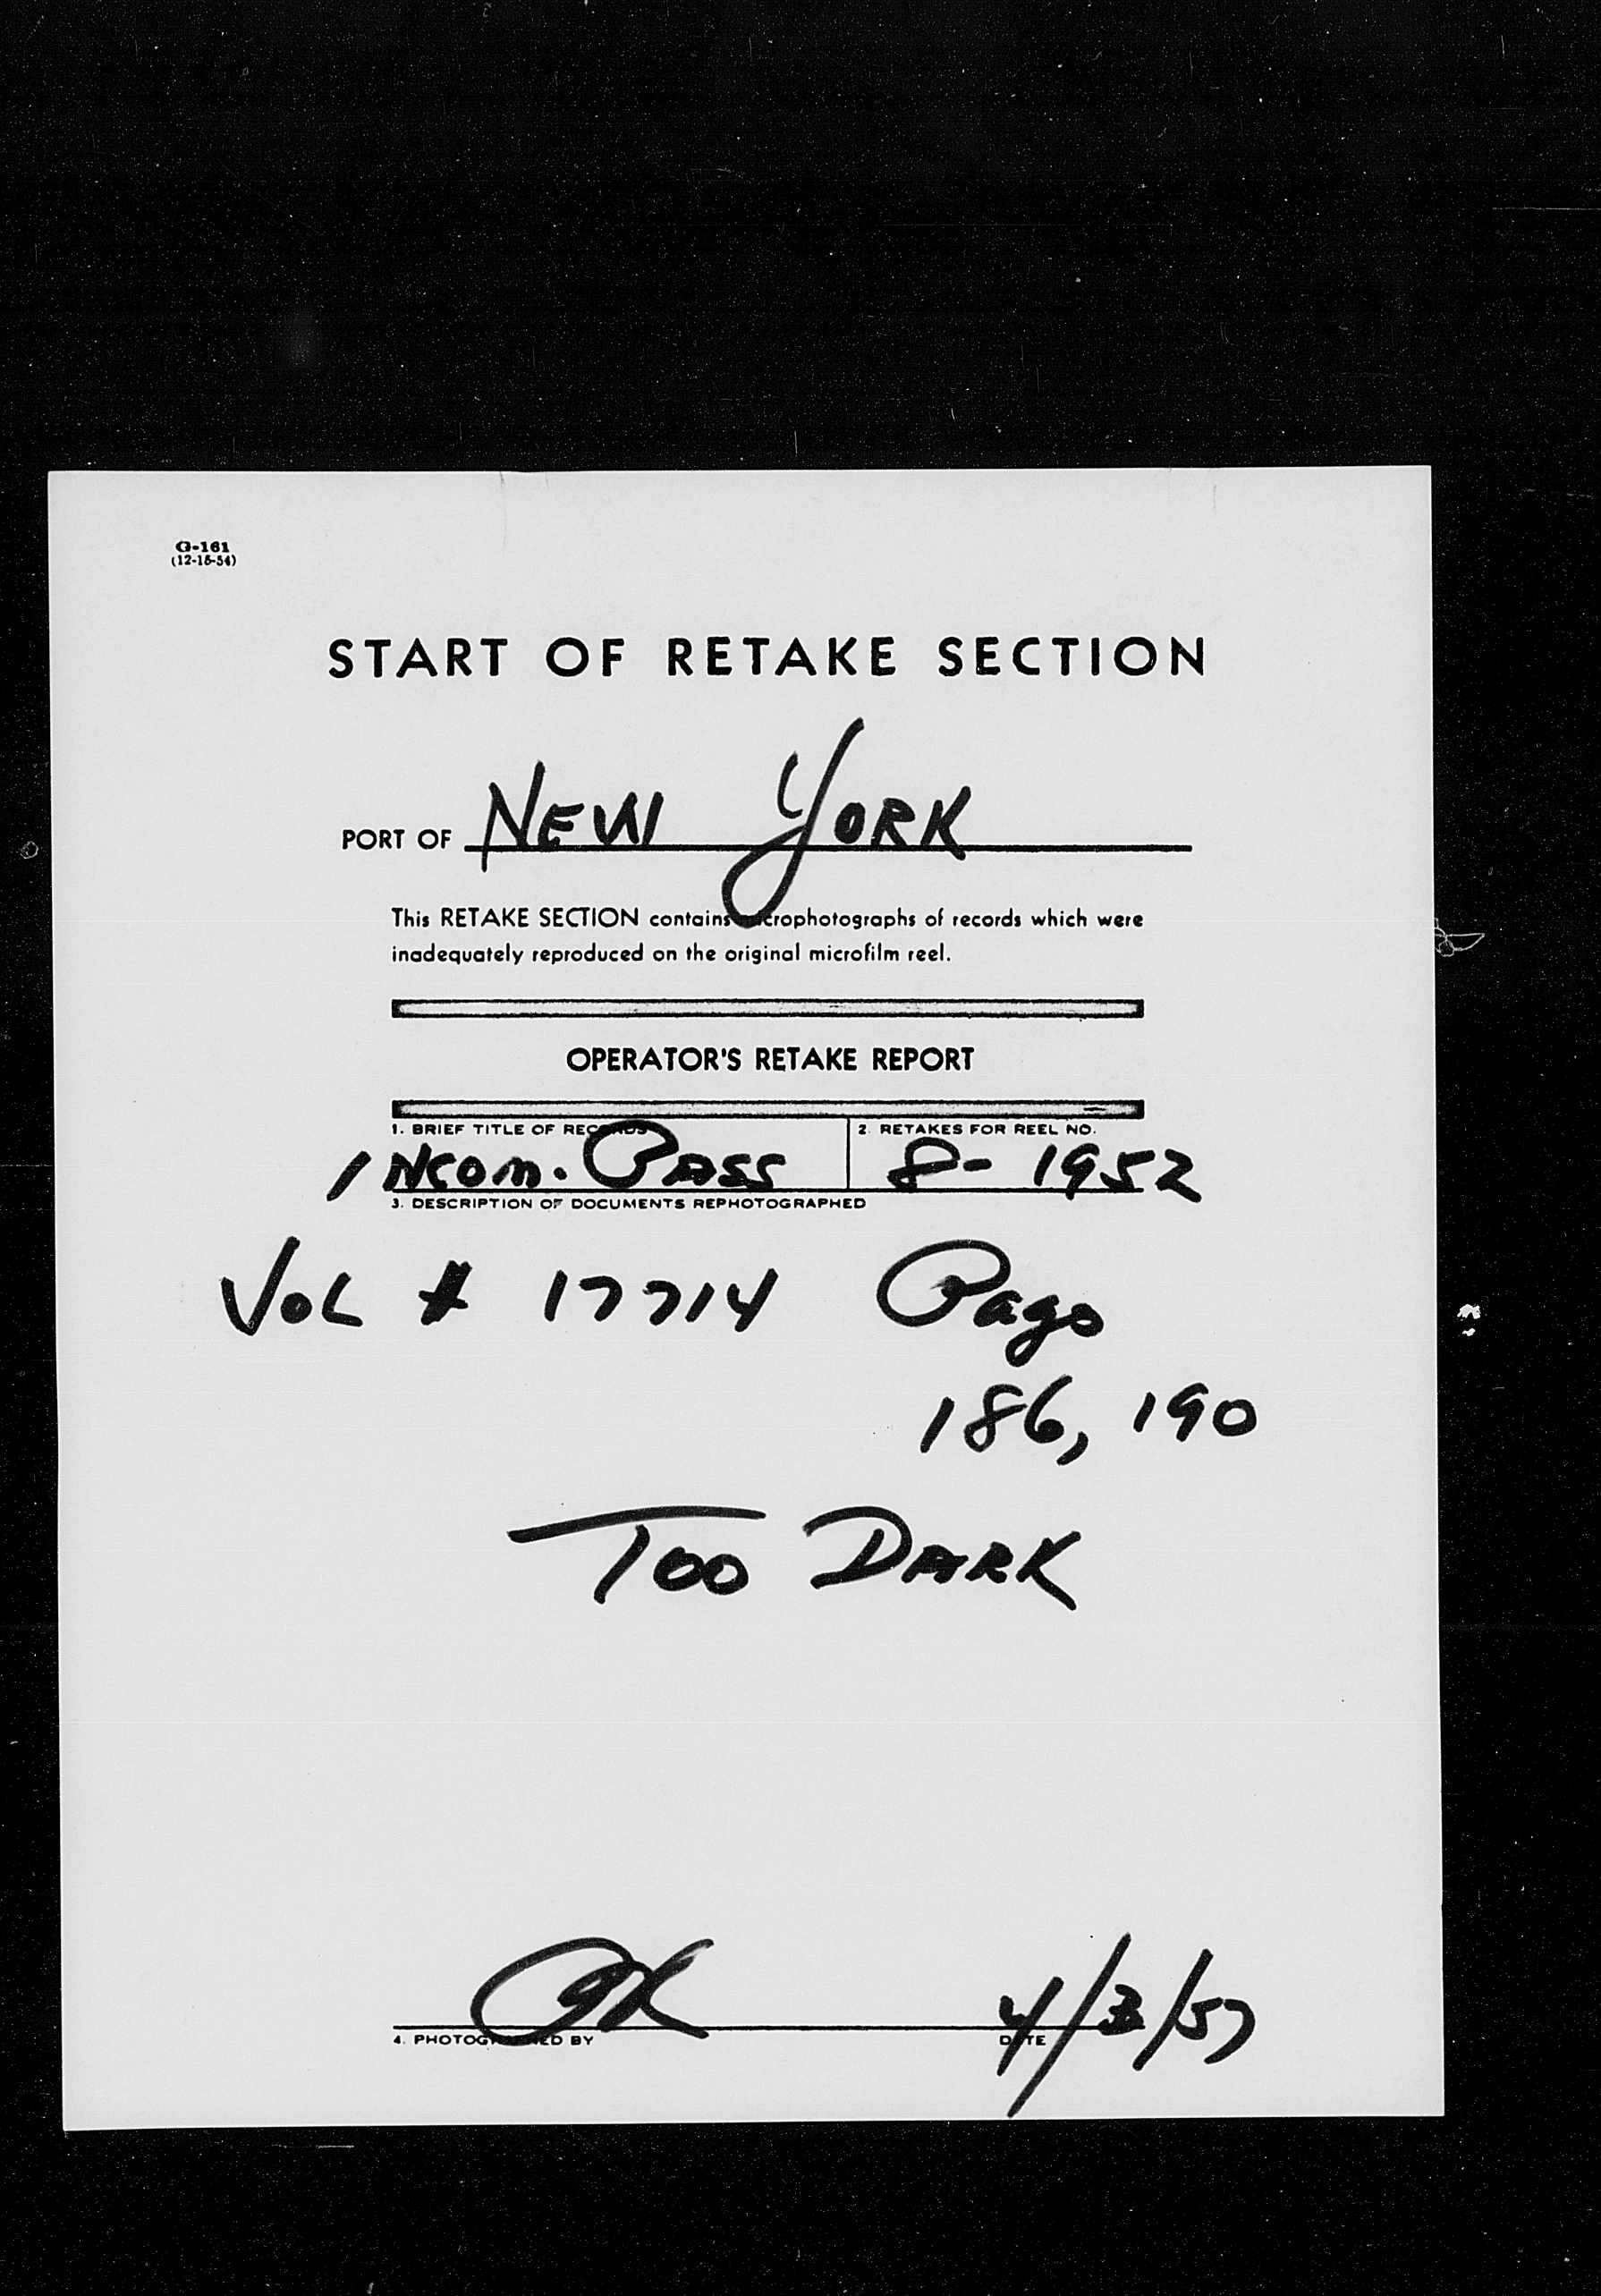 G-161
(12-15-54)
START OF RETAKE SECTION
PORT OF NEW YORK
This RETAKE SECTION contains microphotographs of records which were
inadequately reproduced on the original microfilm reel.
OPERATOR'S RETAKE REPORT
1. BRIEF TITLE OF RECORDS 2. RETAKES FOR REEL NO.
INCOM. PASS 8-1952
3. DESCRIPTION OF DOCUMENTS REPHOTOGRAPHED
VOL # 17714 Page
186, 190
TOO DARK
4/3/57
4. PHOTOGRAPHED BY DATE